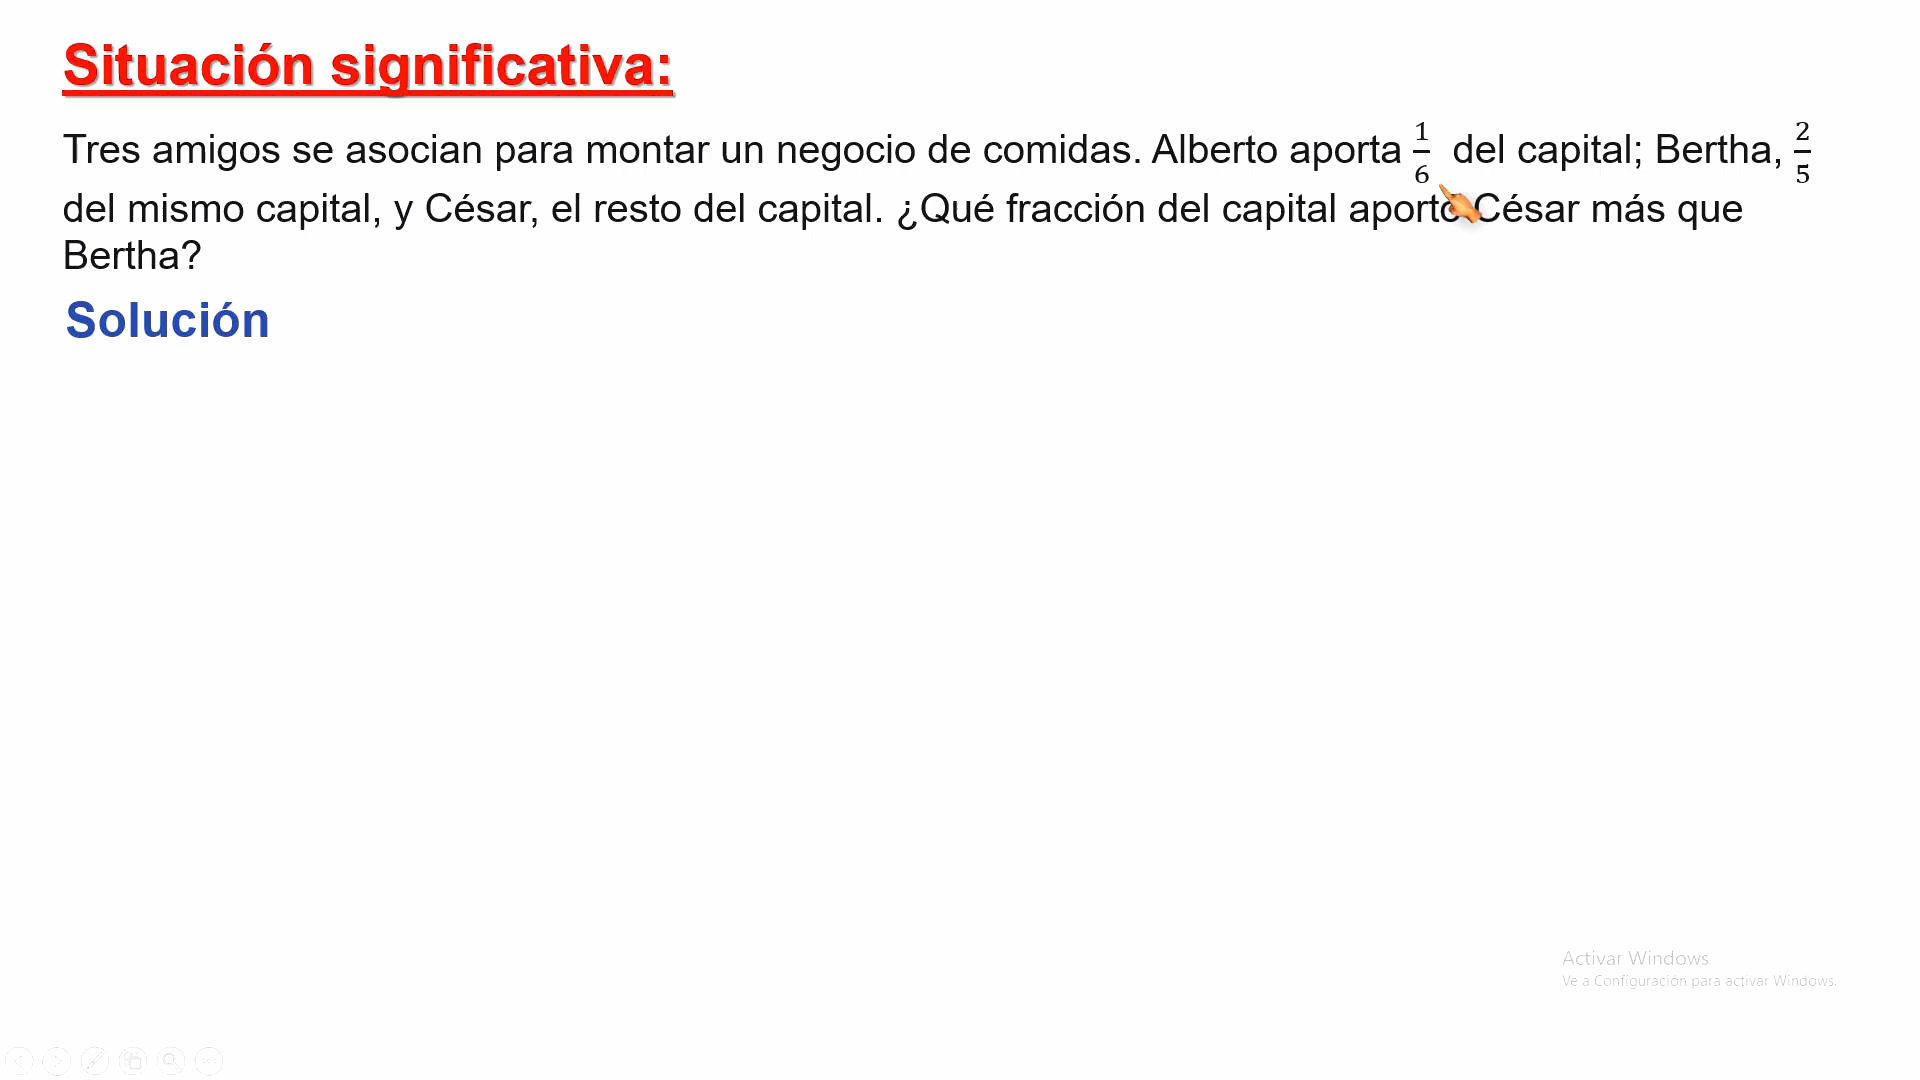 Situación significativa:
Tres amigos se asocian para montar un negocio de comidas. Alberto aporta 1/6 del capital; Bertha, 2/5
del mismo capital, y César, el resto del capital. ¿Qué fracción del capital aporto César más que
Bertha?
Solución
Activar Windows
Ve a Configuración para activar Windows.